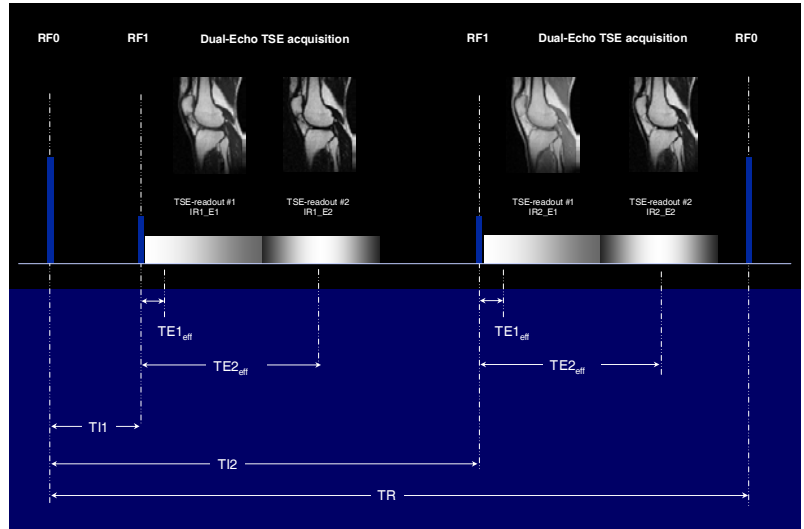 RF0 RF1 Dual-Echo TSE acquisition RF1 Dual-Echo TSE acquisition RF0
TSE-readout #1 TSE-readout #2 TSE-readout #1 TSE-readout #2
IR1_E1 IR1_E2 IR2_E1 IR2_E2
TE1eff TE1eff
TE2eff TE2eff
TI1
TI2
TR